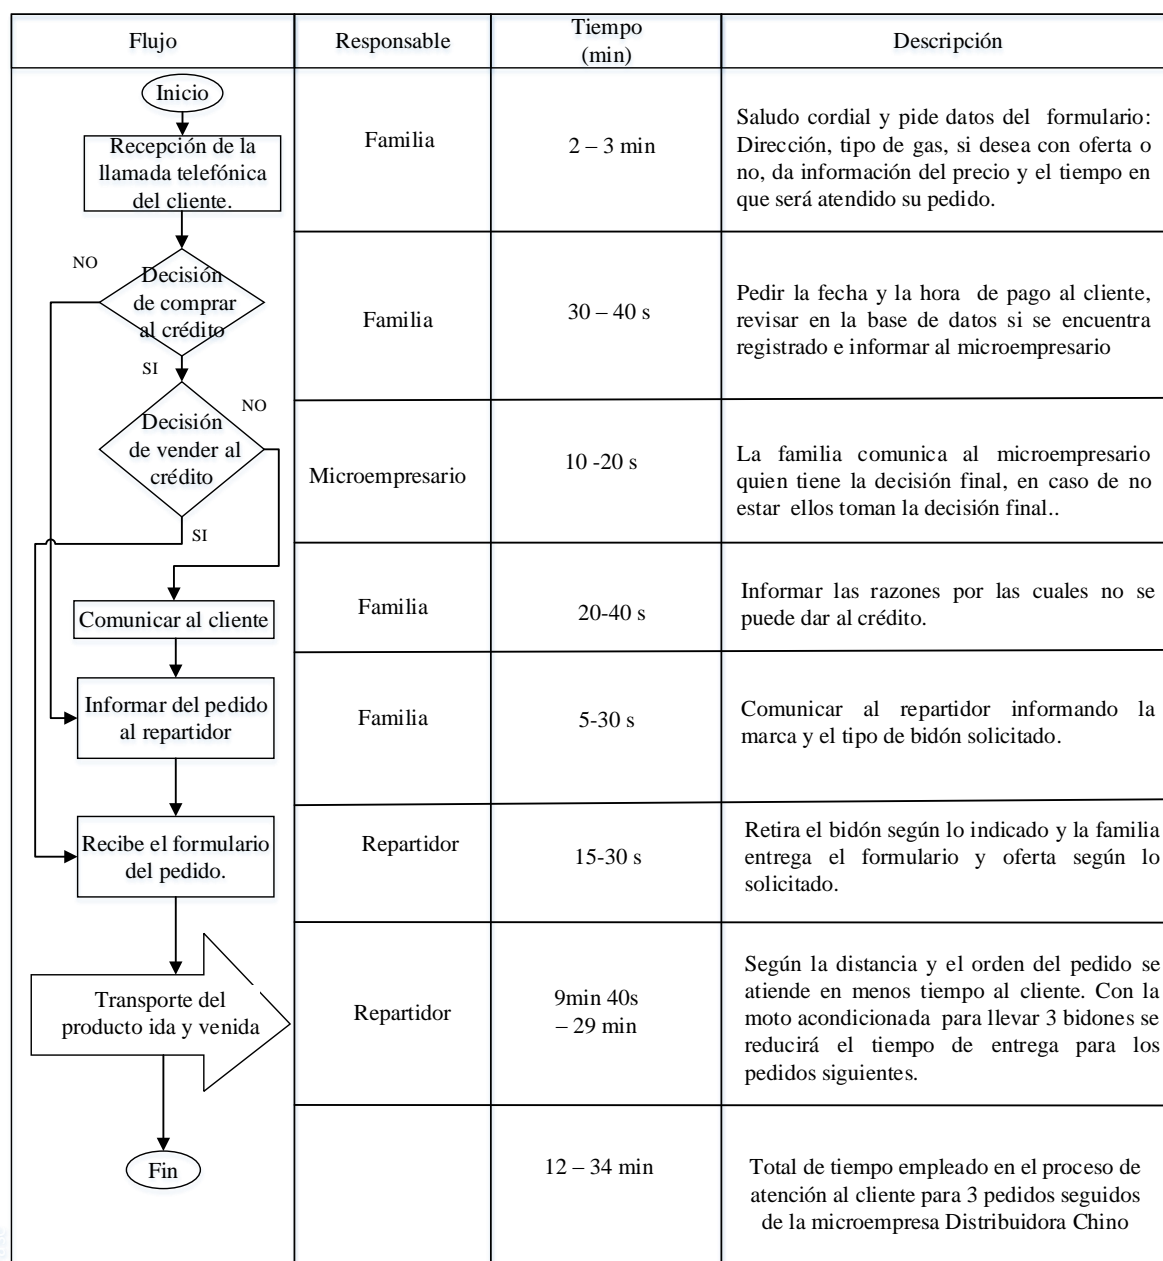 Flujo
Responsable
Tiempo
(min)
Descripción
Inicio
Recepción de la
llamada telefónica
del cliente.
Familia
2 – 3 min
Saludo cordial y pide datos del formulario:
Dirección, tipo de gas, si desea con oferta o
no, da información del precio y el tiempo en
que será atendido su pedido.
NO
Decisión
de comprar
al crédito
SI
Familia
30 – 40 s
Pedir la fecha y la hora de pago al cliente,
revisar en la base de datos si se encuentra
registrado e informar al microempresario
NO
Decisión
de vender al
crédito
SI
Microempresario
10 -20 s
La familia comunica al microempresario
quien tiene la decisión final, en caso de no
estar ellos toman la decisión final..
Comunicar al cliente
Familia
20-40 s
Informar las razones por las cuales no se
puede dar al crédito.
Informar del pedido
al repartidor
Familia
5-30 s
Comunicar al repartidor informando la
marca y el tipo de bidón solicitado.
Recibe el formulario
del pedido.
Repartidor
15-30 s
Retira el bidón según lo indicado y la familia
entrega el formulario y oferta según lo
solicitado.
Transporte del
producto ida y venida
Repartidor
9min 40s
– 29 min
Según la distancia y el orden del pedido se
atiende en menos tiempo al cliente. Con la
moto acondicionada para llevar 3 bidones se
reducirá el tiempo de entrega para los
pedidos siguientes.
Fin
12 – 34 min
Total de tiempo empleado en el proceso de
atención al cliente para 3 pedidos seguidos
de la microempresa Distribuidora Chino